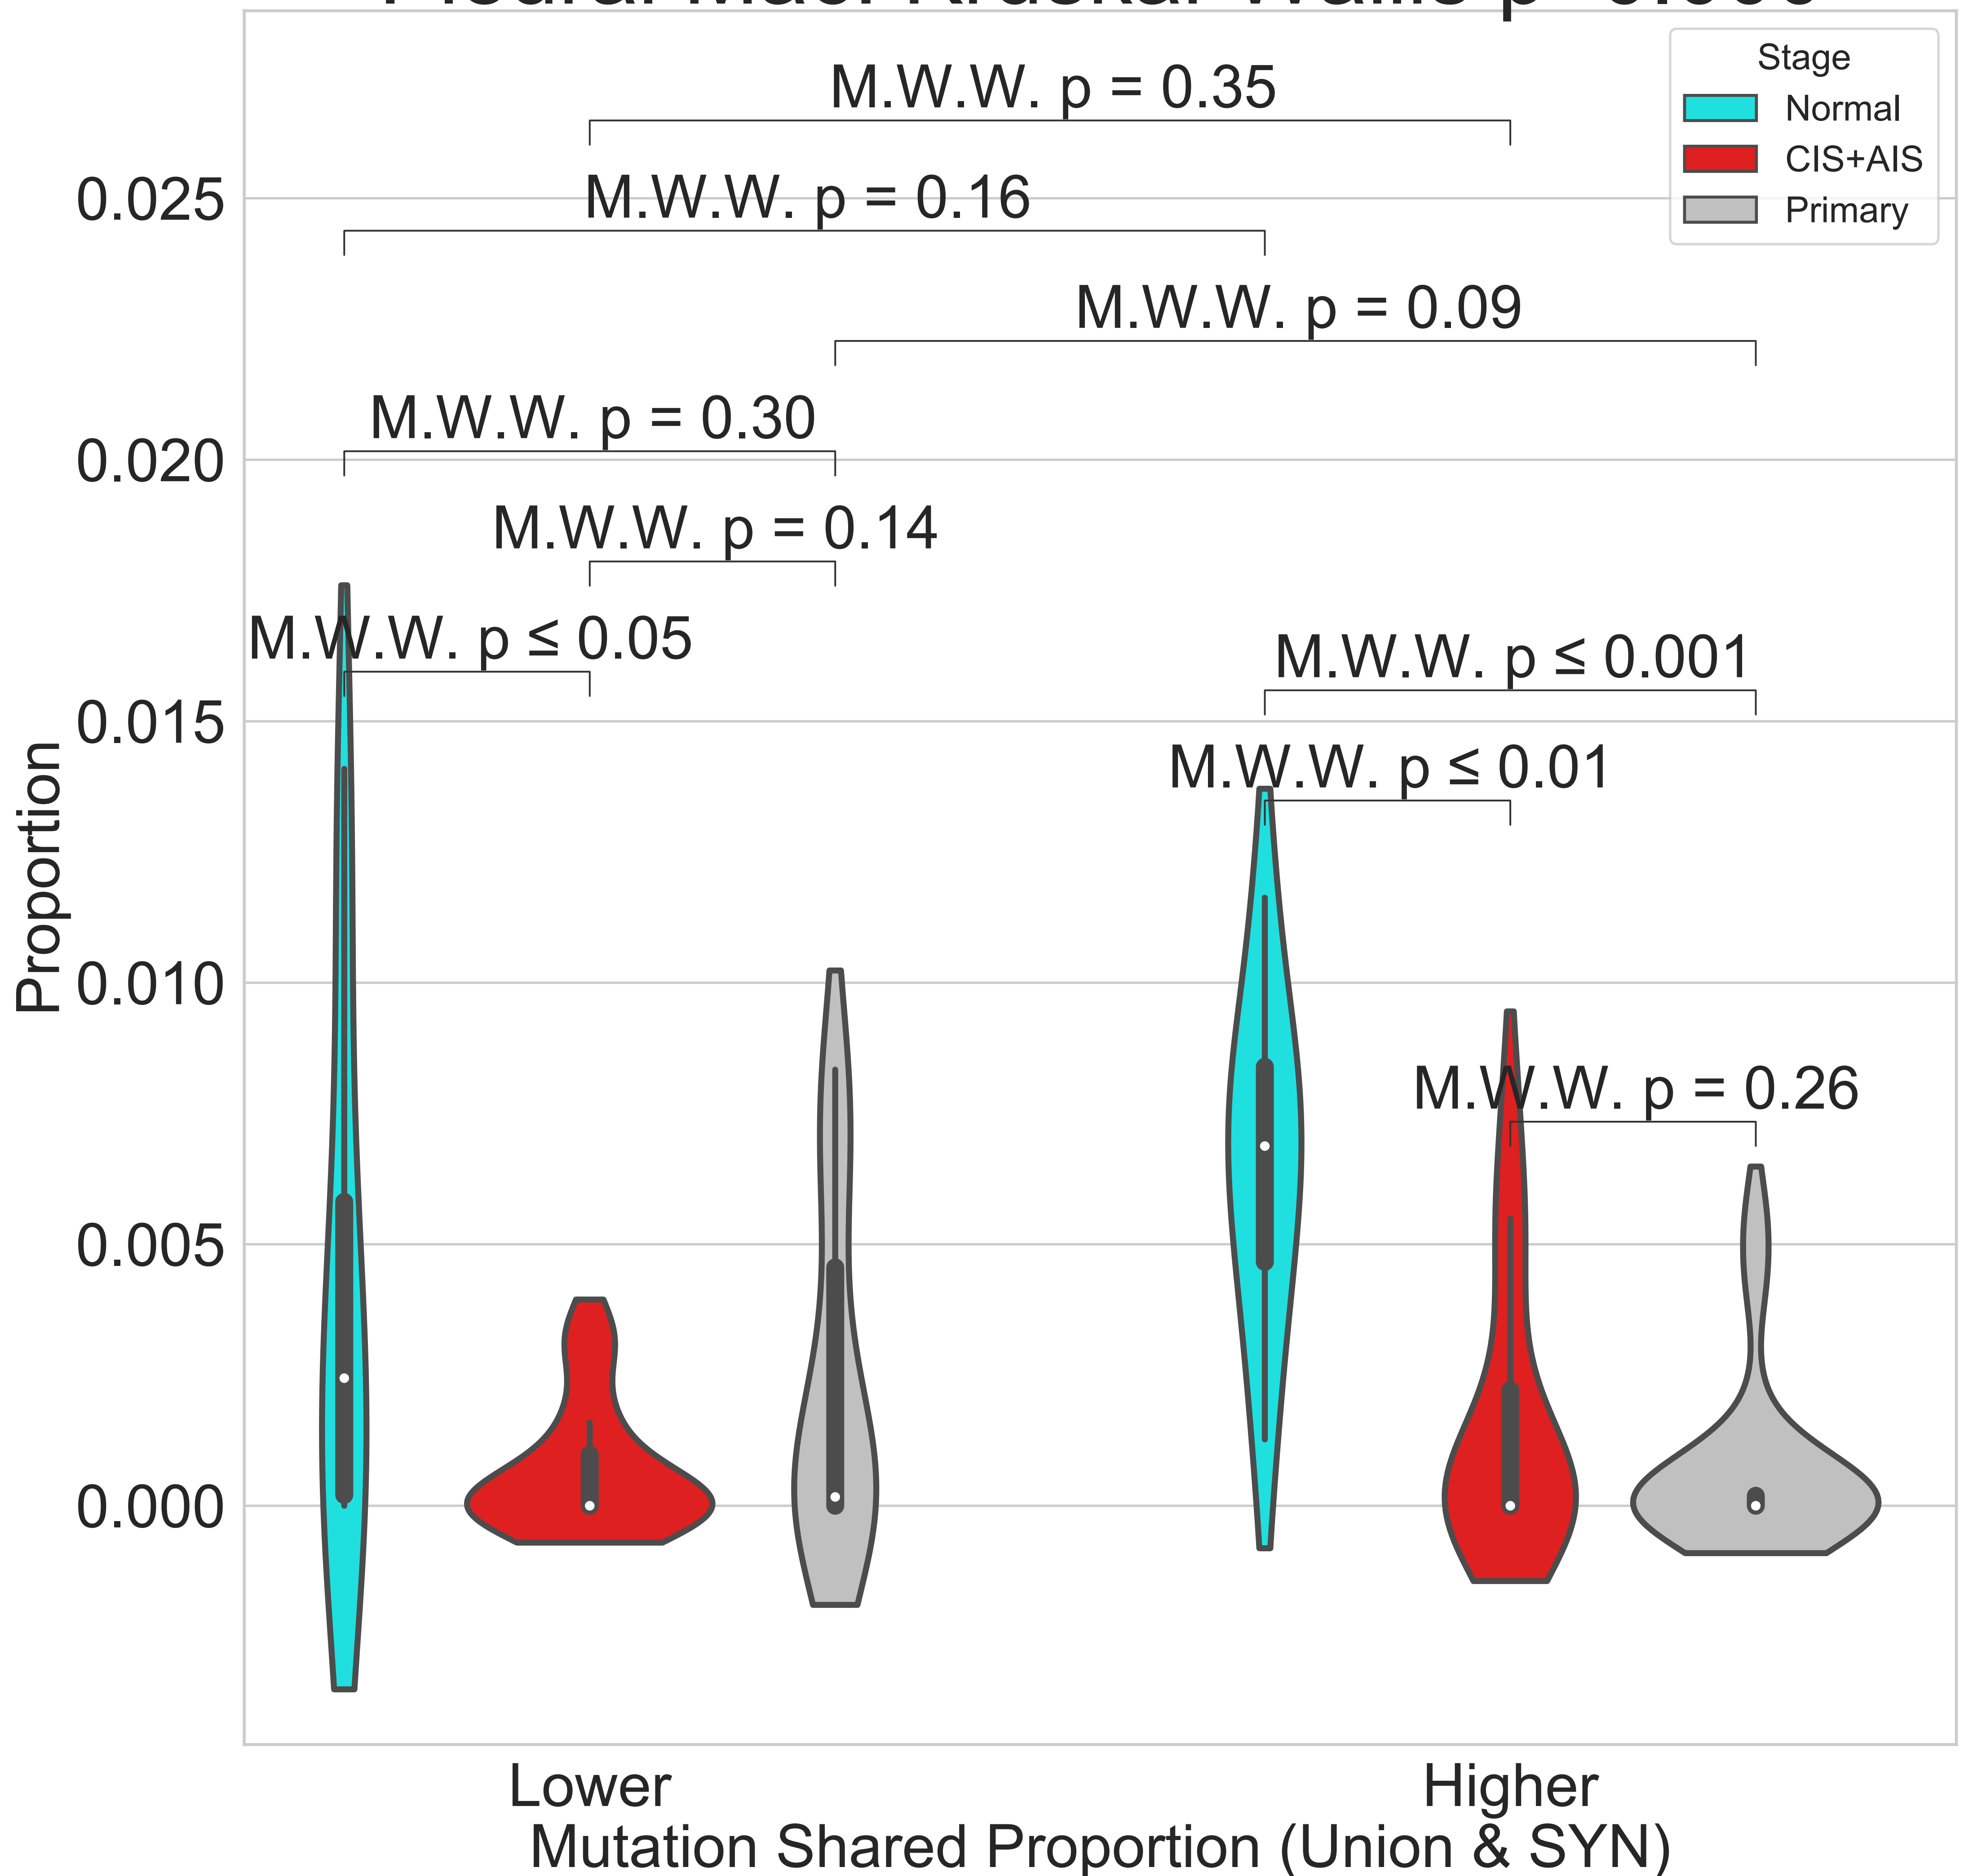 Stage
Normal
CIS+AIS
Primary
M.W.W. p = 0.35
M.W.W. p = 0.16
M.W.W. p = 0.09
M.W.W. p = 0.30
M.W.W. p = 0.14
M.W.W. p ≤ 0.05
M.W.W. p ≤ 0.001
M.W.W. p ≤ 0.01
M.W.W. p = 0.26
0.025
0.020
0.015
0.010
0.005
0.000
Proportion
Lower
Higher
Mutation Shared Proportion (Union & SYN)